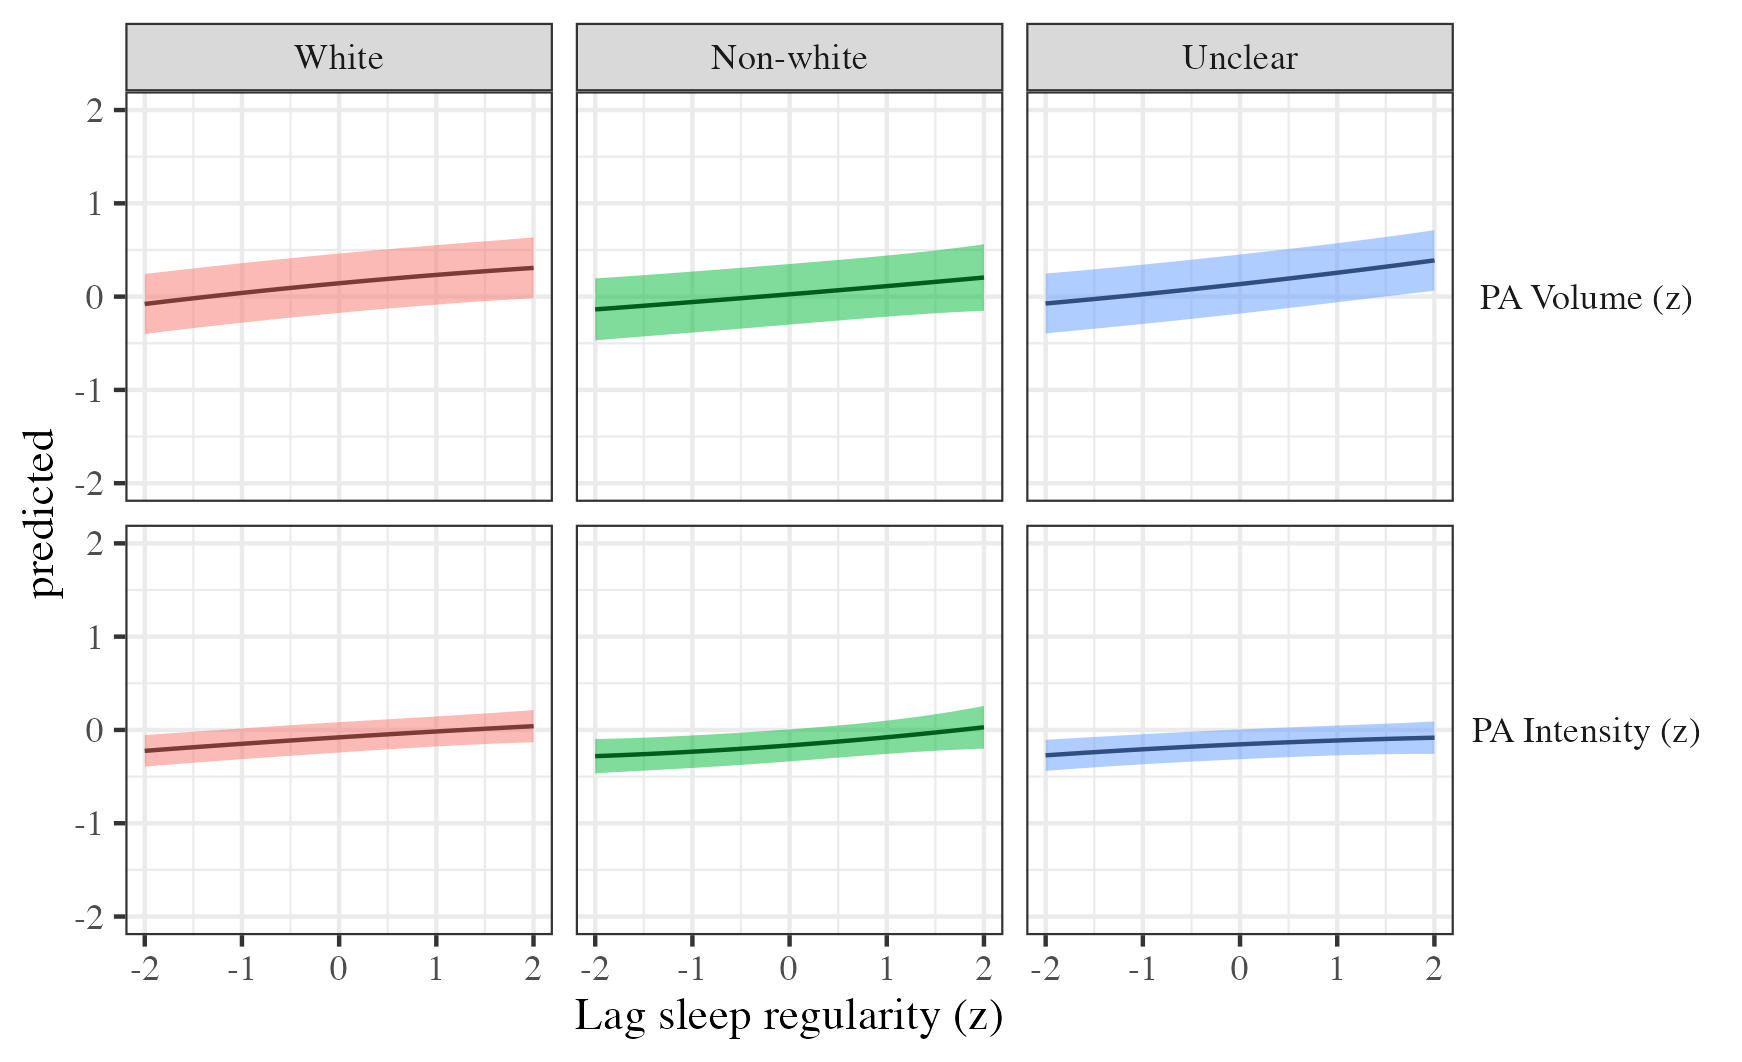 White
Non-white
Unclear
2
1
0
-1
-2
PA Volume (z)
predicted
2
1
0
-1
-2
PA Intensity (z)
-2 -1 0 1 2
-2 -1 0 1 2
-2 -1 0 1 2
Lag sleep regularity (z)